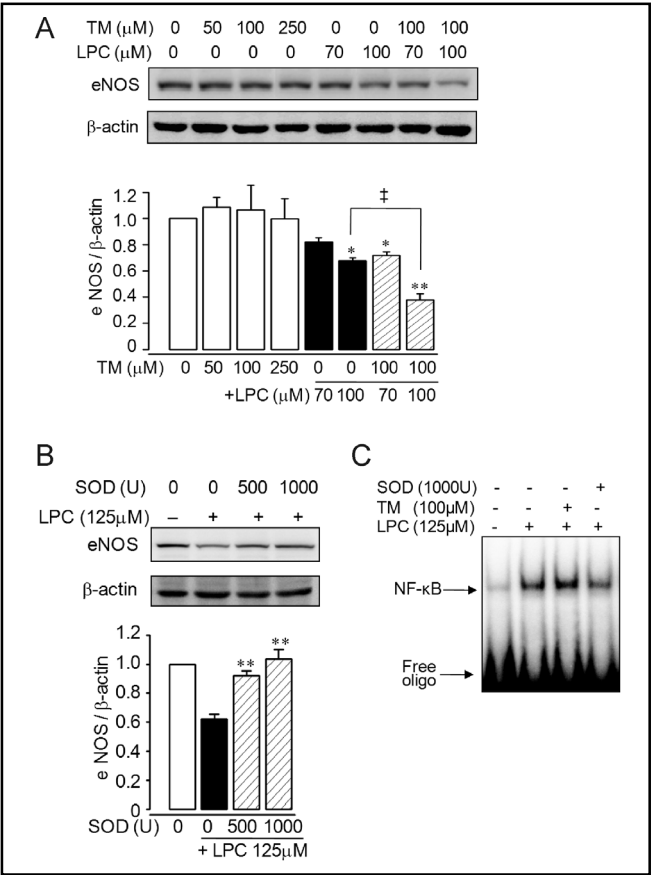 A
TM (µM) 0 50 100 250 0 0 100 100
LPC (µM) 0 0 0 0 70 100 70 100
eNOS
β-actin
e NOS / β-actin
1.2
1.0
0.8
0.6
0.4
0.2
0
‡
* * **
TM (µM) 0 50 100 250 0 0 100 100
+LPC (µM) 70 100 70 100
B
SOD (U) 0 0 500 1000
LPC (125µM) – + + +
eNOS
β-actin
e NOS / β-actin
1.2
1.0
0.8
0.6
0.4
0.2
0
** **
SOD (U) 0 0 500 1000
+ LPC 125µM
C
SOD (1000U) - - - +
TM (100µM) - - + -
LPC (125µM) - + + +
NF-κB
Free
oligo